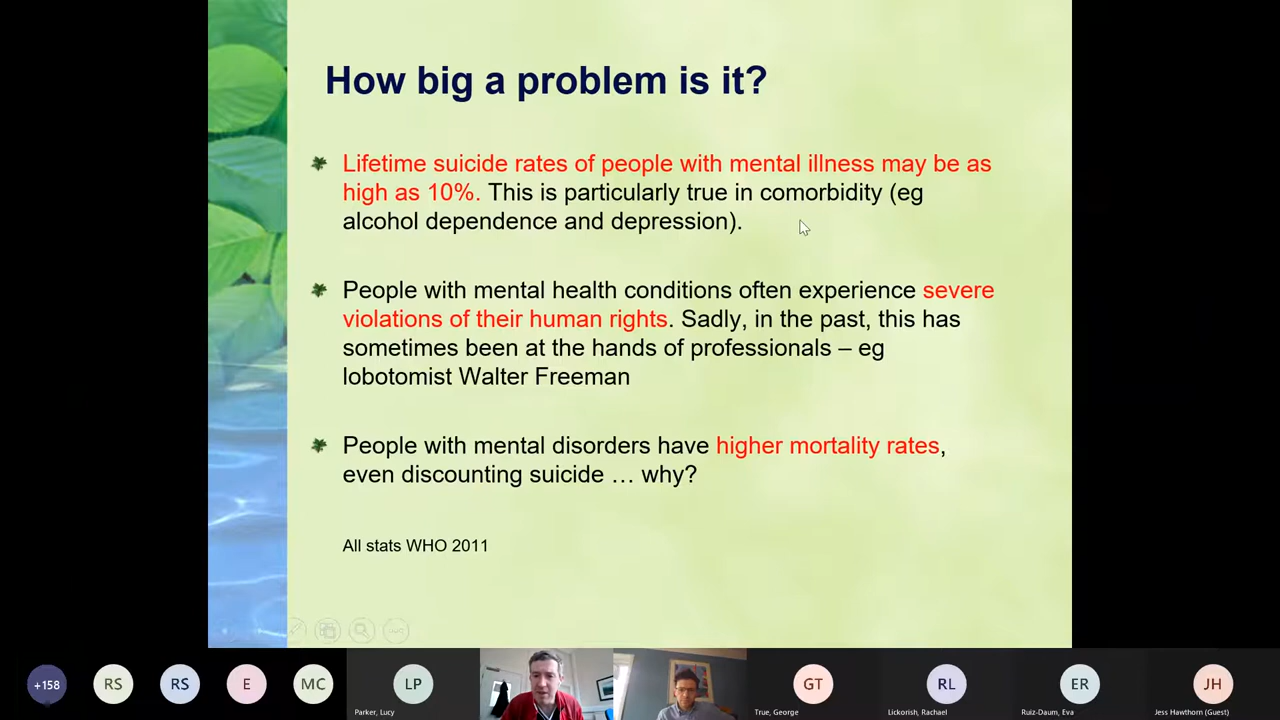 How big a problem is it?
Lifetime suicide rates of people with mental illness may be as
high as 10%. This is particularly true in comorbidity (eg
alcohol dependence and depression).
People with mental health conditions often experience severe
violations of their human rights. Sadly, in the past, this has
sometimes been at the hands of professionals – eg
lobotomist Walter Freeman
People with mental disorders have higher mortality rates,
even discounting suicide … why?
All stats WHO 2011
+158 RS RS E MC LP GT RL ER JH
Parker, Lucy True, George Lickorish, Rachael Ruiz-Daum, Eva Jess Hawthorn (Guest)